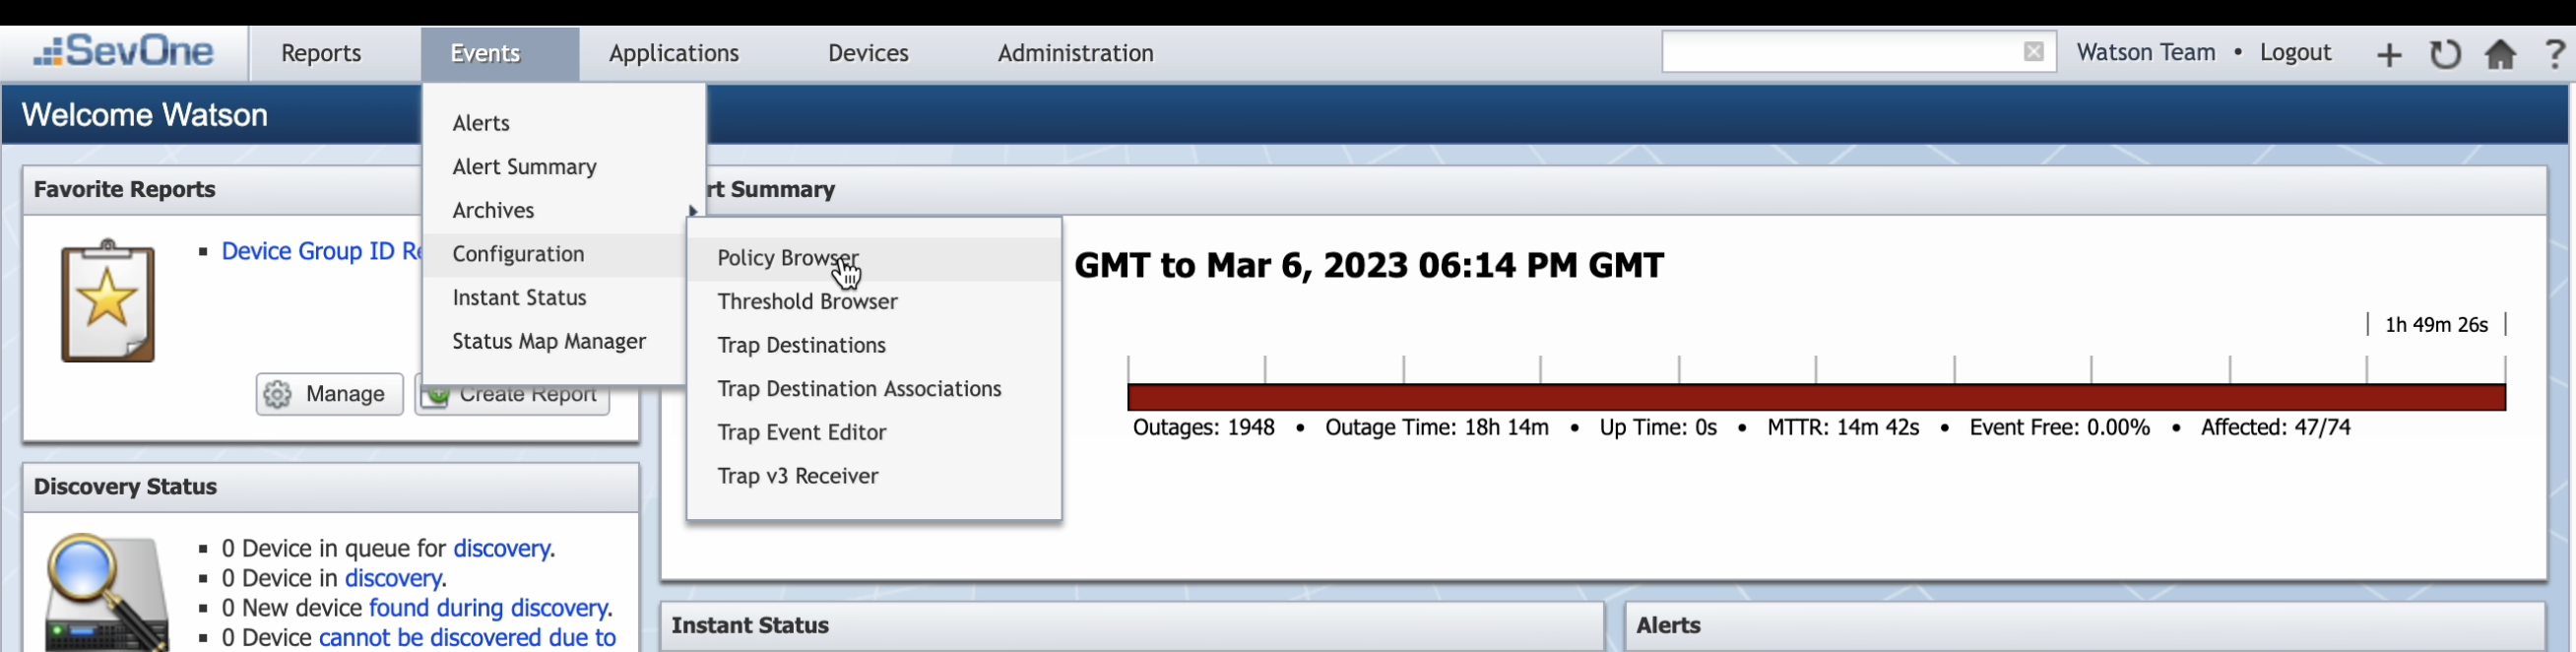 SevOne
Reports
Events
Applications
Devices
Administration
Watson Team • Logout
?
Welcome Watson
Alerts
Alert Summary
Archives
Configuration
Instant Status
Status Map Manager
Policy Browser
Threshold Browser
Trap Destinations
Trap Destination Associations
Trap Event Editor
Trap v3 Receiver
Favorite Reports
Device Group ID
Manage
Create Report
Summary
GMT to Mar 6, 2023 06:14 PM GMT
1h 49m 26s
Outages: 1948 • Outage Time: 18h 14m • Up Time: 0s • MTTR: 14m 42s • Event Free: 0.00% • Affected: 47/74
Discovery Status
0 Device in queue for discovery.
0 Device in discovery.
0 New device found during discovery.
0 Device cannot be discovered due to
Instant Status
Alerts